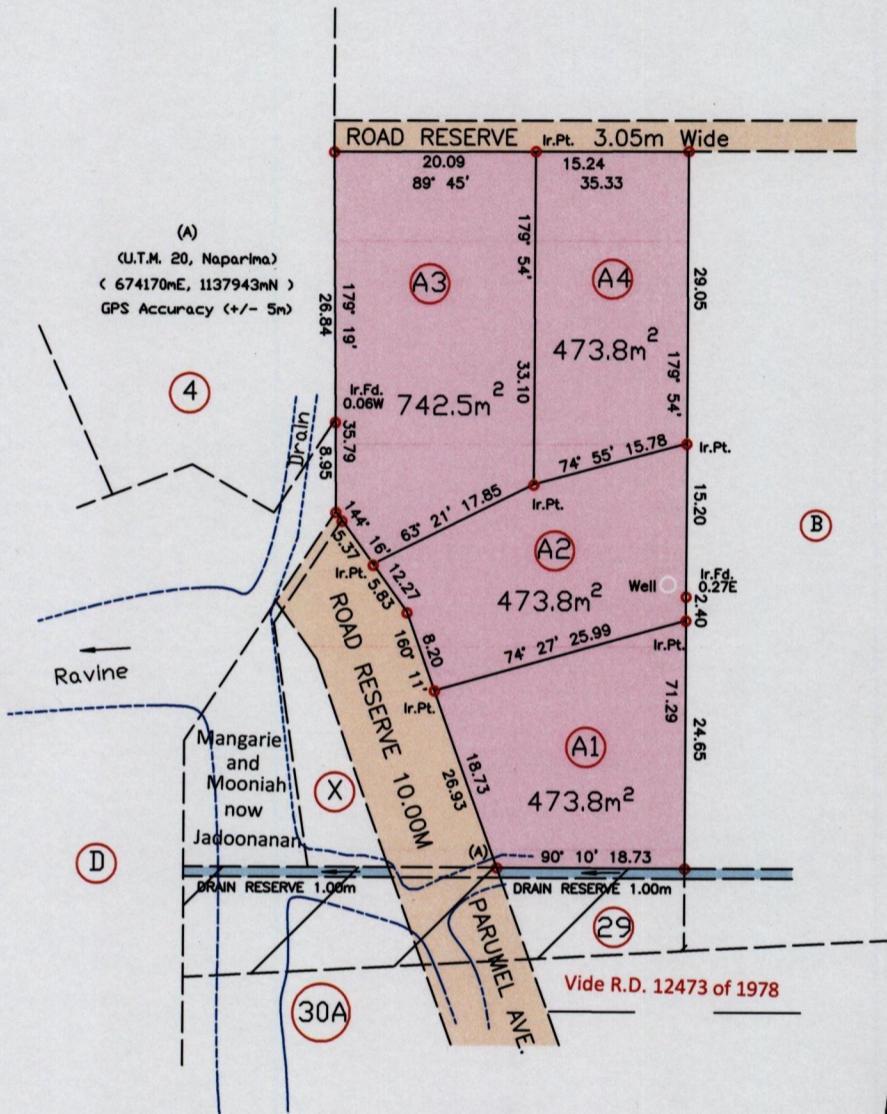 ROAD RESERVE Ir.Pt. 3.05m Wide
20.09
15.24
89° 45'
35.33
(A)
(U.T.M. 20, Naparima)
( 674170mE, 1137943mN )
GPS Accuracy (+/- 5m)
179° 54'
A3
A4
179° 19'
26.84
29.05
473.8m²
33.10
179° 54'
4
Ir.Fd.
0.06W
742.5m²
Drain
35.79
8.95
74° 55' 15.78
Ir.Pt.
63° 21' 17.85
Ir.Pt.
15.20
144° 16'
5.37
B
A2
Ir.Pt.
5.83
12.27
Well
Ir.Fd.
0.27E
473.8m²
2.40
8.20
74° 27' 25.99
Ir.Pt.
160° 11'
Ir.Pt.
Ravine
ROAD RESERVE 10.00M
71.29
24.65
Mangarie
and
Mooniah
now
Jadoonanan
X
18.73
26.93
A1
473.8m²
D
(A)
90° 10' 18.73
DRAIN RESERVE 1.00m
DRAIN RESERVE 1.00m
PARUMEL AVE.
29
Vide R.D. 12473 of 1978
30A